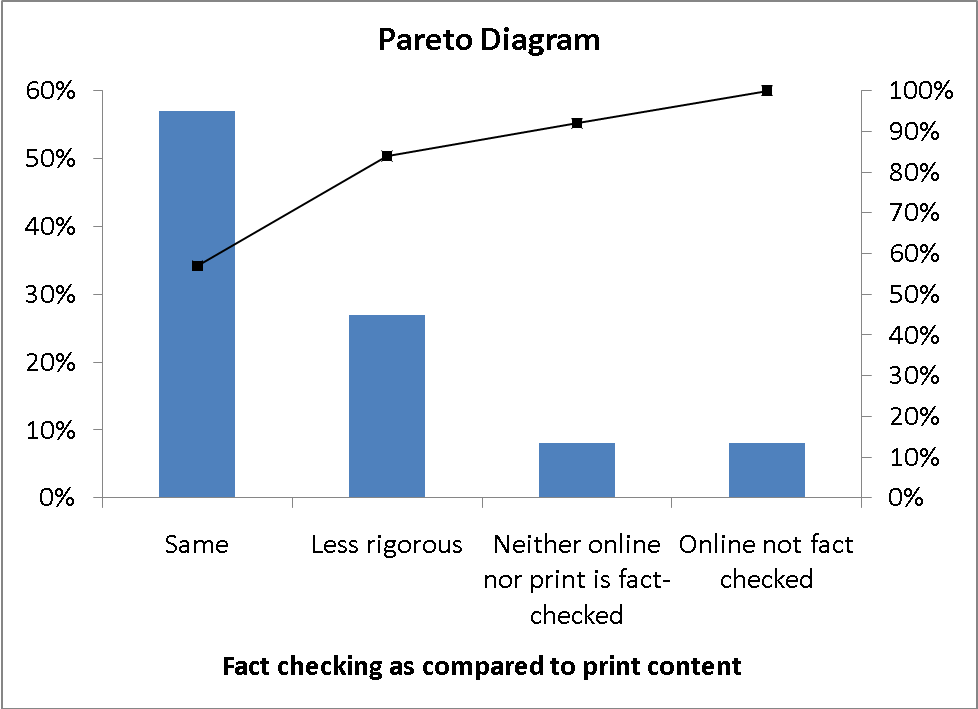 Pareto Diagram
60%
50%
40%
30%
20%
10%
0%
100%
90%
80%
70%
60%
50%
40%
30%
20%
10%
0%
Same
Less rigorous
Neither online
nor print is fact-
checked
Online not fact
checked
Fact checking as compared to print content